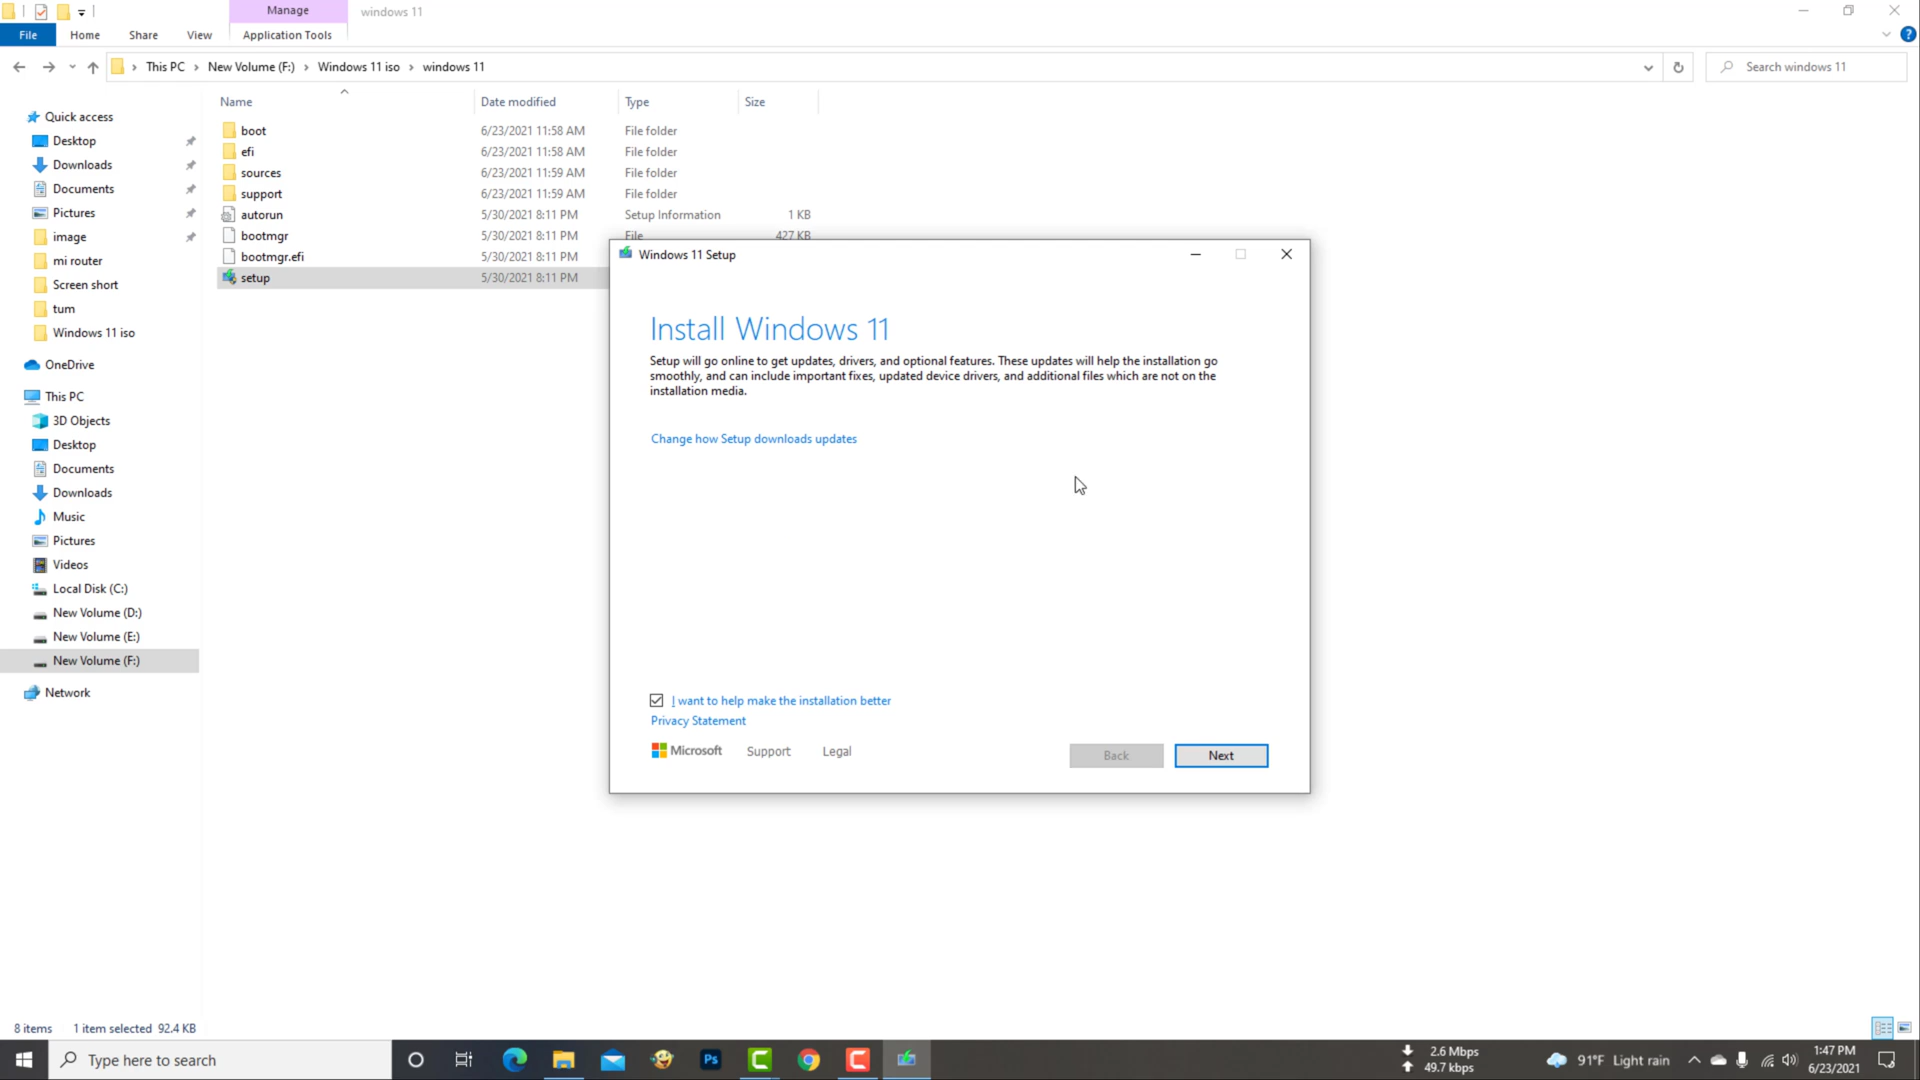 Manage
windows 11
File
Home
Share
View
Application Tools
This PC
New Volume (F:)
Windows 11 iso
windows 11
Search windows 11
Name
Date modified
Type
Size
boot 6/23/2021 11:58 AM File folder
efi 6/23/2021 11:58 AM File folder
sources 6/23/2021 11:59 AM File folder
support 6/23/2021 11:59 AM File folder
autorun 5/30/2021 8:11 PM Setup Information 1 KB
bootmgr 5/30/2021 8:11 PM File 427 KB
bootmgr.efi 5/30/2021 8:11 PM
setup 5/30/2021 8:11 PM
Quick access
Desktop
Downloads
Documents
Pictures
image
mi router
Screen short
tum
Windows 11 iso
OneDrive
This PC
3D Objects
Desktop
Documents
Downloads
Music
Pictures
Videos
Local Disk (C:)
New Volume (D:)
New Volume (E:)
New Volume (F:)
Network
Windows 11 Setup
Install Windows 11
Setup will go online to get updates, drivers, and optional features. These updates will help the installation go
smoothly, and can include important fixes, updated device drivers, and additional files which are not on the
installation media.
Change how Setup downloads updates
I want to help make the installation better
Privacy Statement
Microsoft
Support
Legal
Back
Next
8 items
1 item selected 92.4 KB
Type here to search
Ps
2.6 Mbps
49.7 kbps
91°F Light rain
1:47 PM
6/23/2021